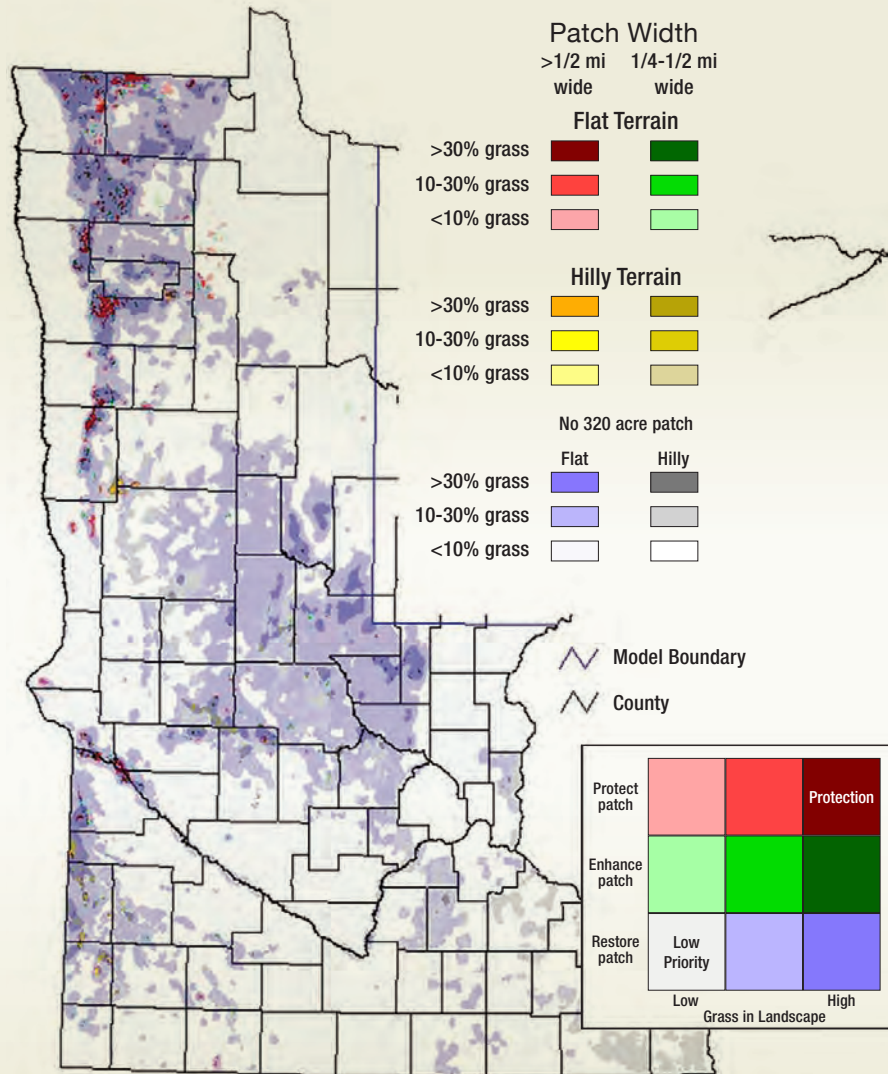 Patch Width
>1/2 mi wide
1/4-1/2 mi wide
Flat Terrain
>30% grass
10-30% grass
<10% grass
Hilly Terrain
>30% grass
10-30% grass
<10% grass
No 320 acre patch
Flat Hilly
>30% grass
10-30% grass
<10% grass
Model Boundary
County
Protect patch
Protection
Enhance patch
Restore patch
Low Priority
Low High
Grass in Landscape